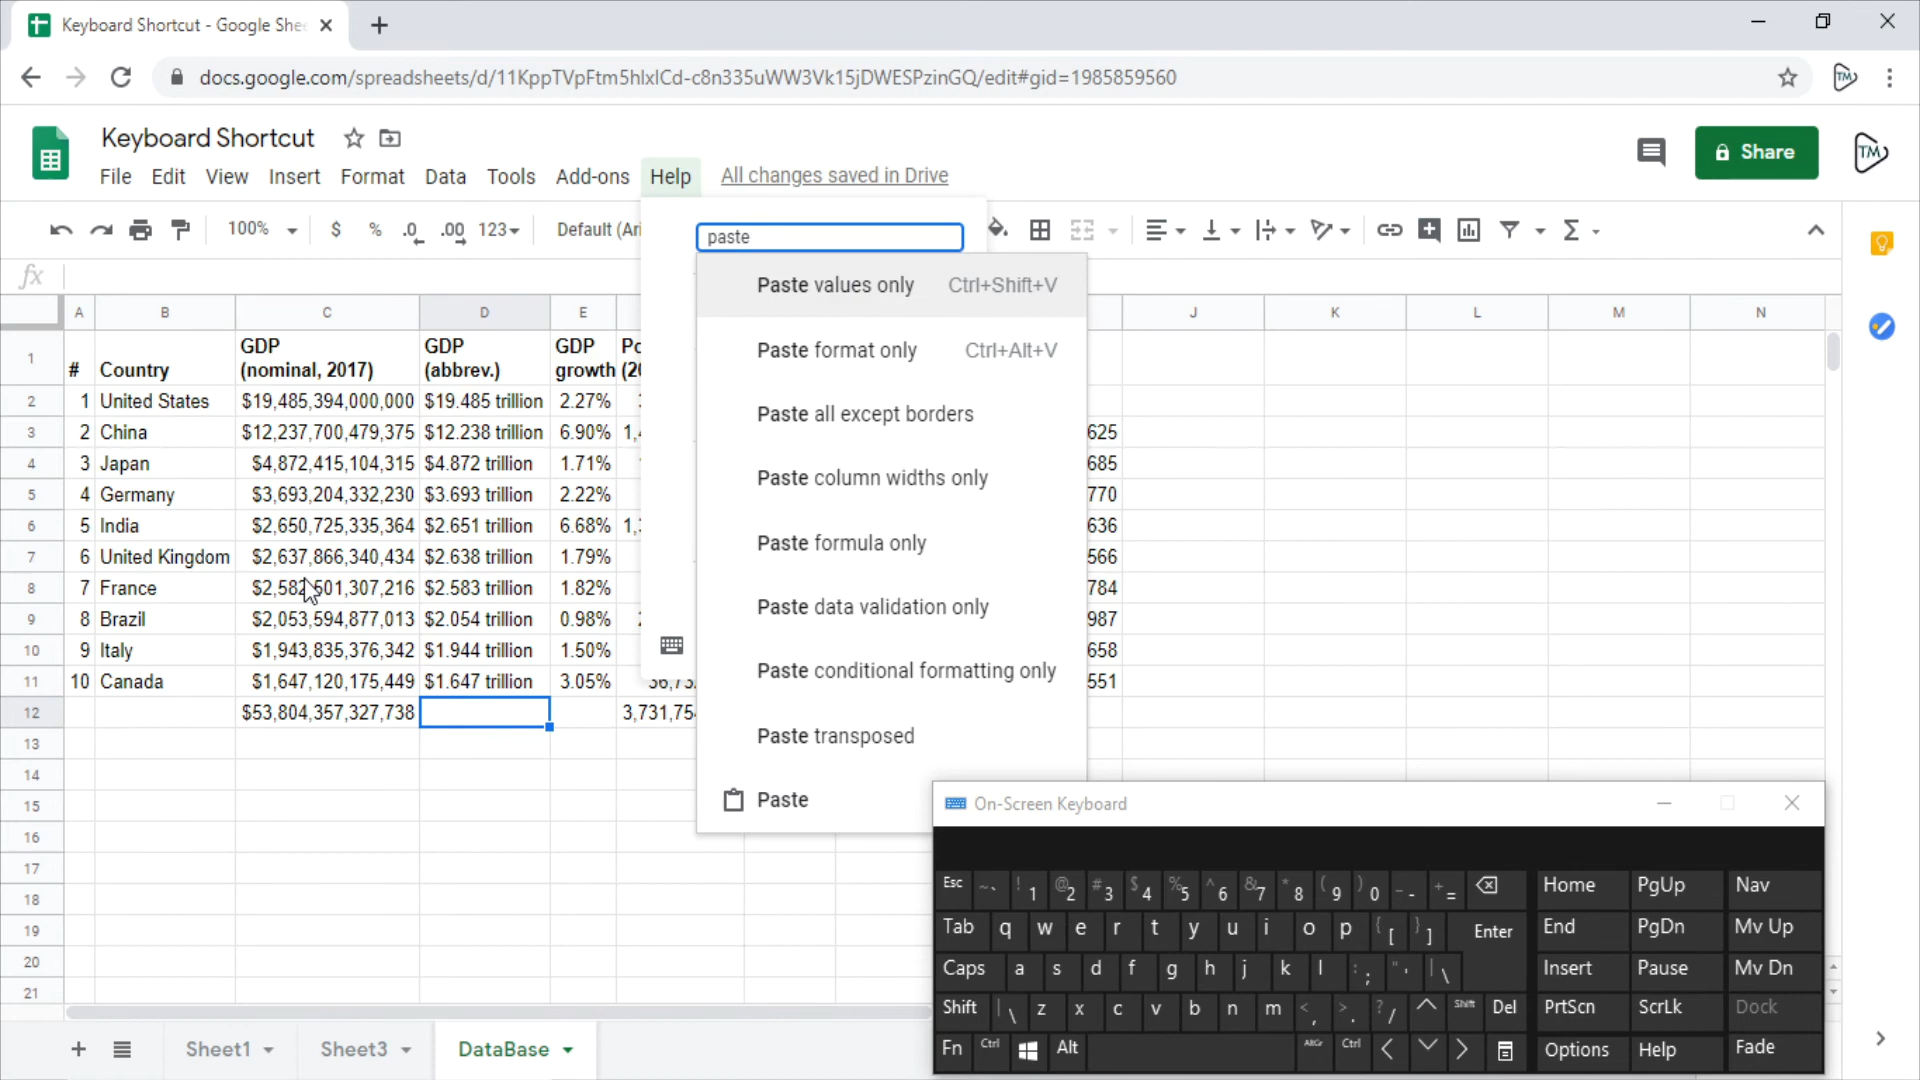 Keyboard Shortcut - Google She
docs.google.com/spreadsheets/d/11KppTVpFtm5hlxlCd-c8n335uWW3Vk15jDWESPzinGQ/edit#gid=1985859560
TM
Keyboard Shortcut
File Edit View Insert Format Data Tools Add-ons Help All changes saved in Drive
Share
TM
100% $ % .0 .00 123 Default (Ari
paste
fx
Paste values only Ctrl+Shift+V
Paste format only Ctrl+Alt+V
Paste all except borders
Paste column widths only
Paste formula only
Paste data validation only
Paste conditional formatting only
Paste transposed
Paste
A B C D E J K L M N
1 # Country GDP (nominal, 2017) GDP (abbrev.) GDP growth
2 1 United States $19,485,394,000,000 $19.485 trillion 2.27%
3 2 China $12,237,700,479,375 $12.238 trillion 6.90% 625
4 3 Japan $4,872,415,104,315 $4.872 trillion 1.71% 685
5 4 Germany $3,693,204,332,230 $3.693 trillion 2.22% 770
6 5 India $2,650,725,335,364 $2.651 trillion 6.68% 636
7 6 United Kingdom $2,637,866,340,434 $2.638 trillion 1.79% 566
8 7 France $2,582,501,307,216 $2.583 trillion 1.82% 784
9 8 Brazil $2,053,594,877,013 $2.054 trillion 0.98% 987
10 9 Italy $1,943,835,376,342 $1.944 trillion 1.50% 658
11 10 Canada $1,647,120,175,449 $1.647 trillion 3.05% 551
12 $53,804,357,327,738 3,731,75
13
14
15
16
17
18
19
20
21
On-Screen Keyboard
Esc ~ ` ! 1 @ 2 # 3 $ 4 % 5 ^ 6 & 7 * 8 ( 9 ) 0 _ - + = Home PgUp Nav
Tab q w e r t y u i o p { [ } ] Enter End PgDn Mv Up
Caps a s d f g h j k l : ; " ' | \ Insert Pause Mv Dn
Shift | \ z x c v b n m < , > . ? / Shift Del PrtScn ScrLk Dock
Fn Ctrl Alt AltGr Ctrl Options Help Fade
Sheet1 Sheet3 DataBase